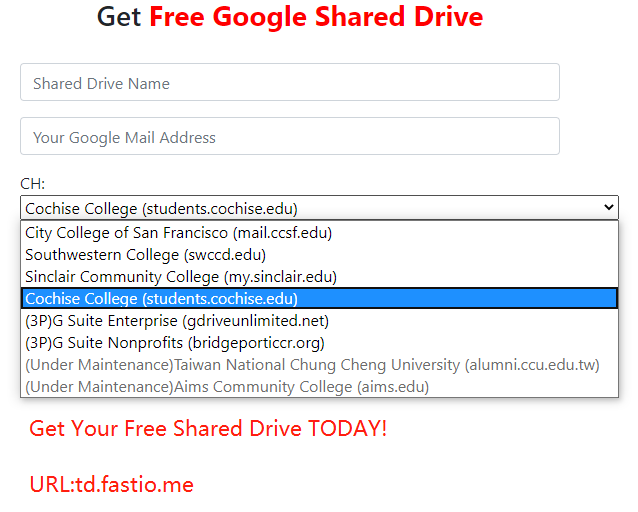 Get Free Google Shared Drive
Shared Drive Name
Your Google Mail Address
CH:
Cochise College (students.cochise.edu)
City College of San Francisco (mail.ccsf.edu)
Southwestern College (swccd.edu)
Sinclair Community College (my.sinclair.edu)
Cochise College (students.cochise.edu)
(3P)G Suite Enterprise (gdriveunlimited.net)
(3P)G Suite Nonprofits (bridgeporticcr.org)
(Under Maintenance)Taiwan National Chung Cheng University (alumni.ccu.edu.tw)
(Under Maintenance)Aims Community College (aims.edu)
Get Your Free Shared Drive TODAY!
URL:td.fastio.me